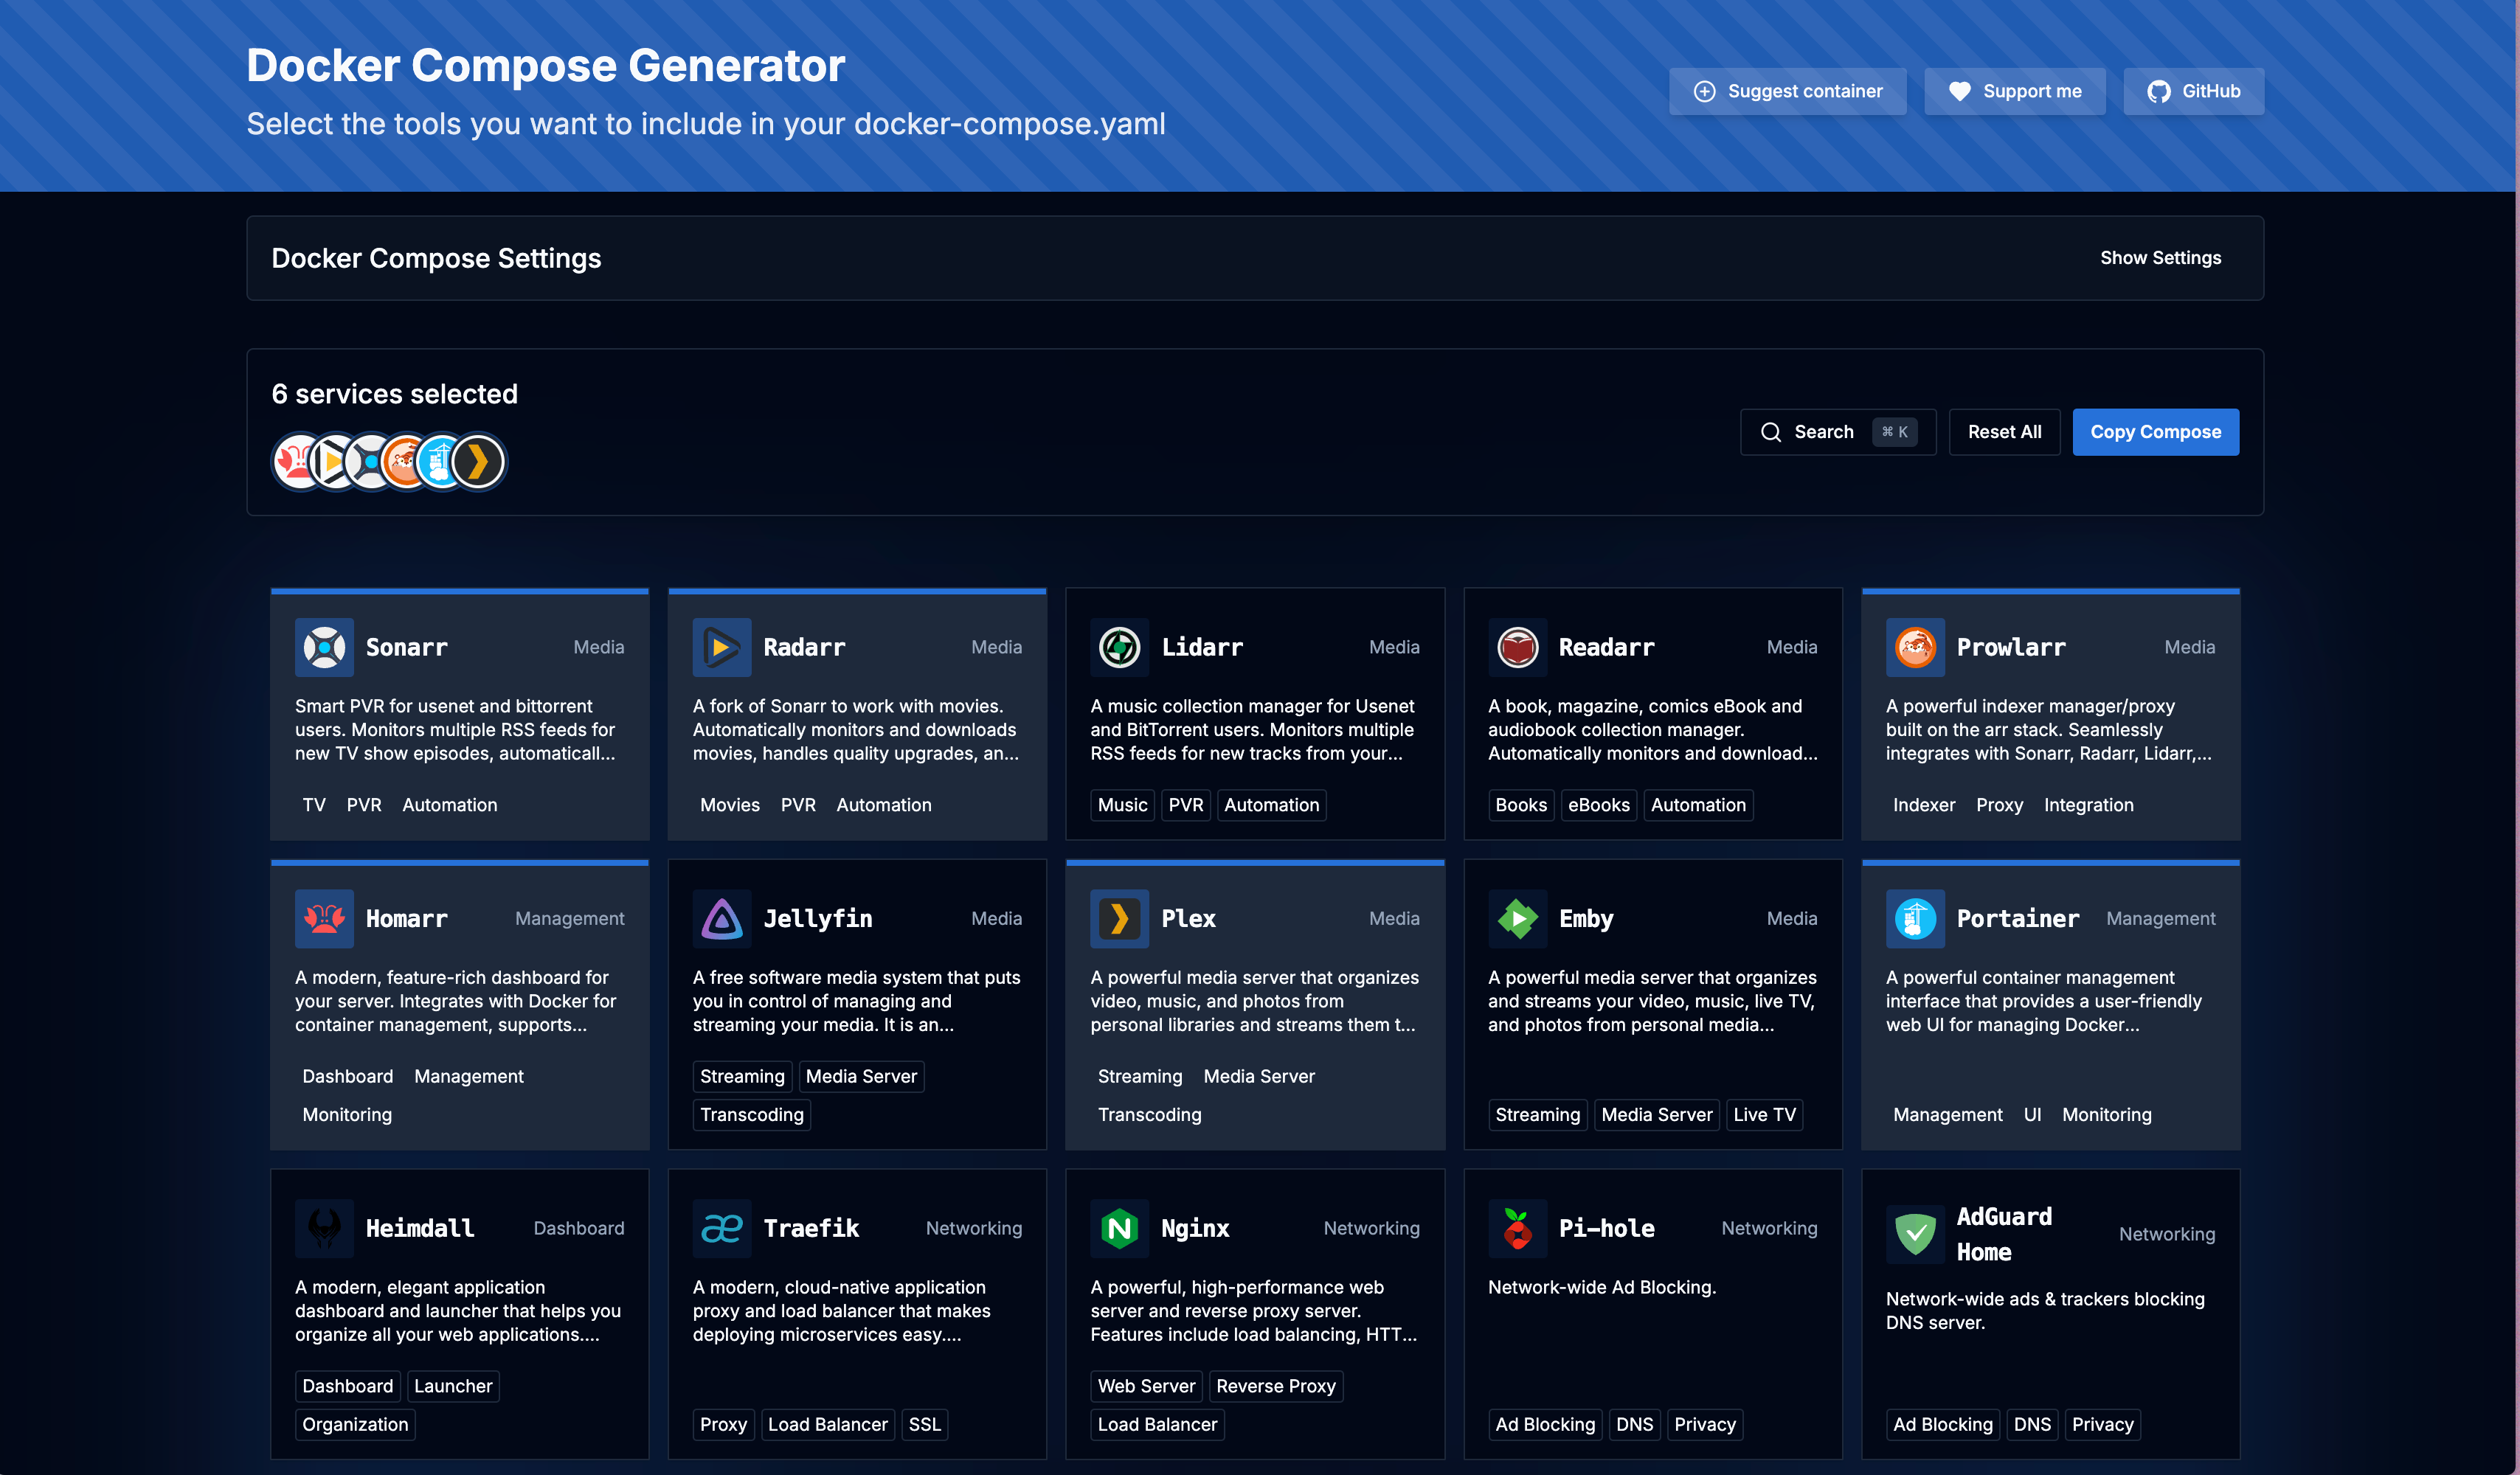 Docker Compose Generator
Select the tools you want to include in your docker-compose.yaml
Suggest container
Support me
GitHub
Docker Compose Settings
Show Settings
6 services selected
Search ⌘ K
Reset All
Copy Compose
Sonarr
Media
Smart PVR for usenet and bittorrent
users. Monitors multiple RSS feeds for
new TV show episodes, automaticall...
TV PVR Automation
Radarr
Media
A fork of Sonarr to work with movies.
Automatically monitors and downloads
movies, handles quality upgrades, an...
Movies PVR Automation
Lidarr
Media
A music collection manager for Usenet
and BitTorrent users. Monitors multiple
RSS feeds for new tracks from your...
Music PVR Automation
Readarr
Media
A book, magazine, comics eBook and
audiobook collection manager.
Automatically monitors and download...
Books eBooks Automation
Prowlarr
Media
A powerful indexer manager/proxy
built on the arr stack. Seamlessly
integrates with Sonarr, Radarr, Lidarr,...
Indexer Proxy Integration
Homarr
Management
A modern, feature-rich dashboard for
your server. Integrates with Docker for
container management, supports...
Dashboard Management
Monitoring
Jellyfin
Media
A free software media system that puts
you in control of managing and
streaming your media. It is an...
Streaming Media Server
Transcoding
Plex
Media
A powerful media server that organizes
video, music, and photos from
personal libraries and streams them t...
Streaming Media Server
Transcoding
Emby
Media
A powerful media server that organizes
and streams your video, music, live TV,
and photos from personal media...
Streaming Media Server Live TV
Portainer
Management
A powerful container management
interface that provides a user-friendly
web UI for managing Docker...
Management UI Monitoring
Heimdall
Dashboard
A modern, elegant application
dashboard and launcher that helps you
organize all your web applications....
Dashboard Launcher
Organization
Traefik
Networking
A modern, cloud-native application
proxy and load balancer that makes
deploying microservices easy....
Proxy Load Balancer SSL
Nginx
Networking
A powerful, high-performance web
server and reverse proxy server.
Features include load balancing, HTT...
Web Server Reverse Proxy
Load Balancer
Pi-hole
Networking
Network-wide Ad Blocking.
Ad Blocking DNS Privacy
AdGuard
Home
Networking
Network-wide ads & trackers blocking
DNS server.
Ad Blocking DNS Privacy